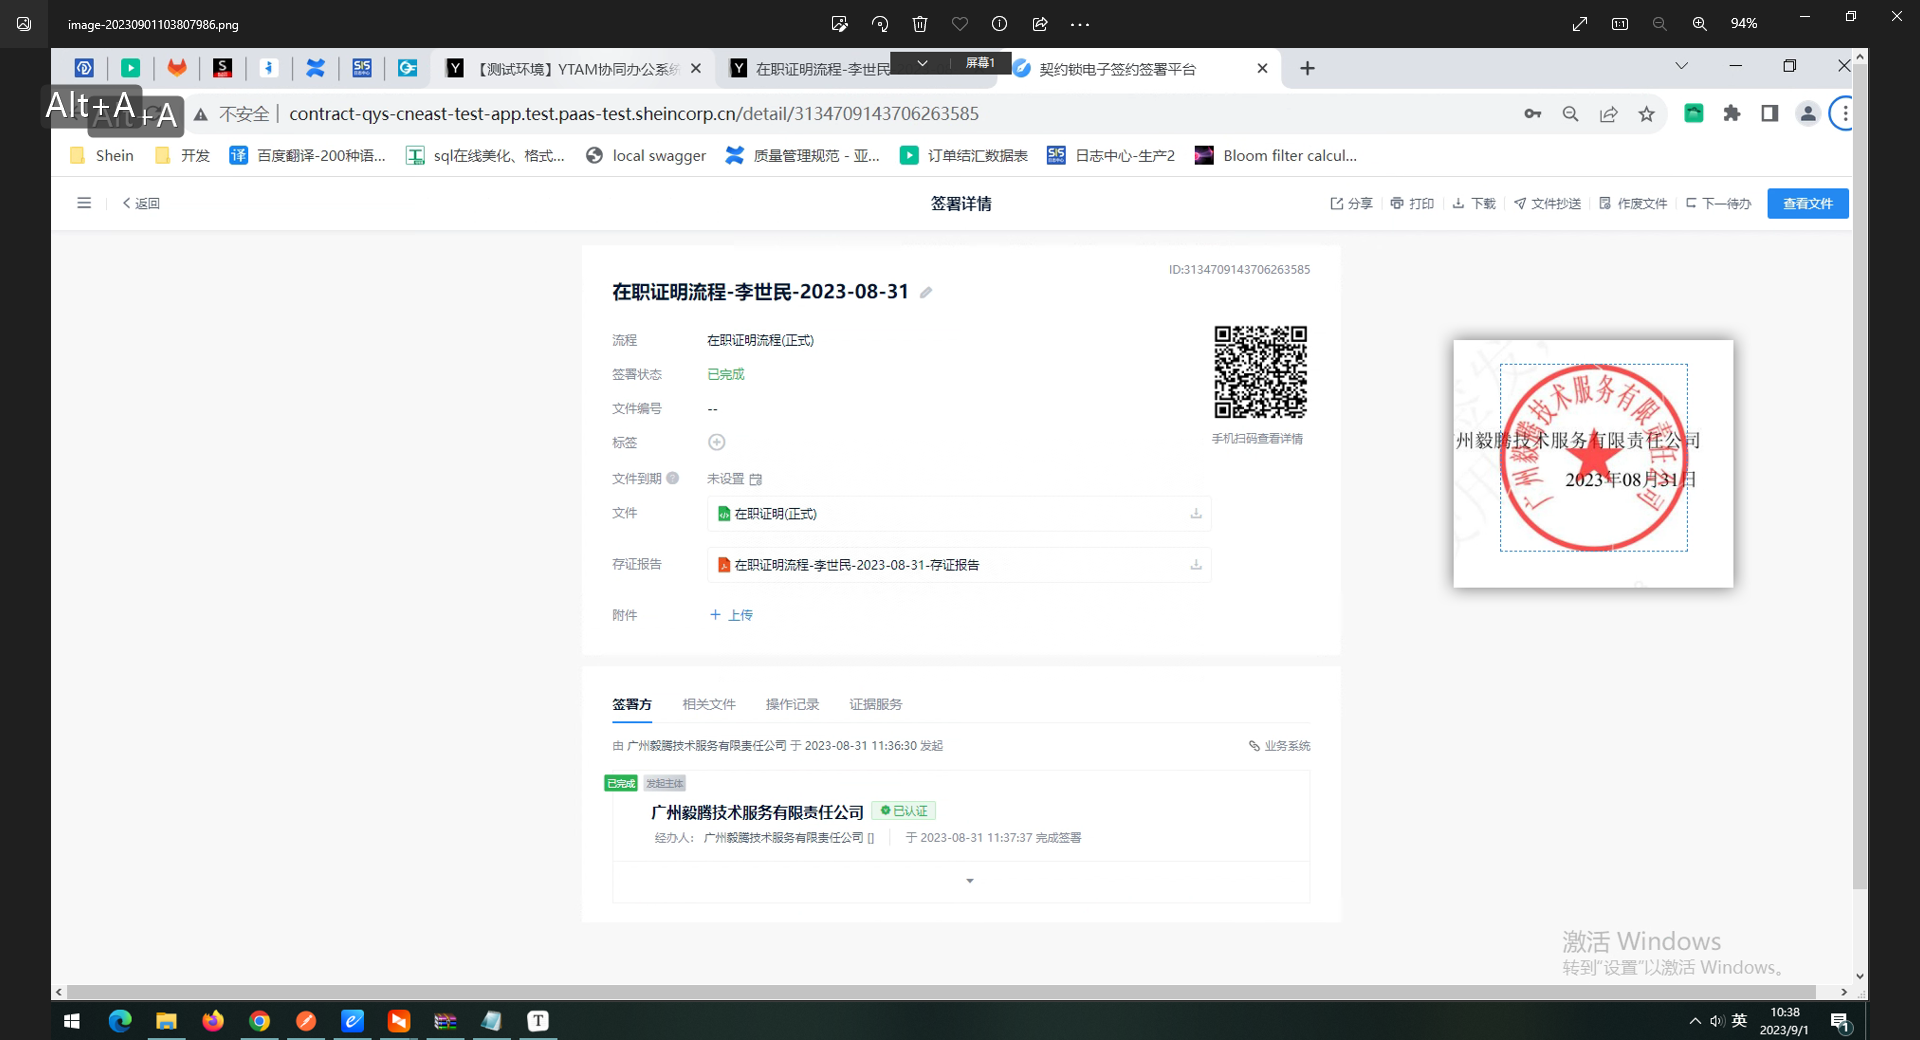 image-20230901103807986.png
94%
【测试环境】YTAM协同办公系统
在职证明流程-李世民
屏幕1
契约锁电子签约签署平台
Alt+A
Alt+A
不安全
contract-qys-cneast-test-app.test.paas-test.sheincorp.cn/detail/3134709143706263585
Shein
开发
百度翻译-200种语...
sql在线美化、格式...
local swagger
质量管理规范 - 亚...
订单结汇数据表
日志中心-生产2
Bloom filter calcul...
返回
签署详情
分享
打印
下载
文件抄送
作废文件
下一待办
查看文件
ID:3134709143706263585
在职证明流程-李世民-2023-08-31
流程
在职证明流程(正式)
签署状态
已完成
文件编号
--
手机扫码查看详情
标签
文件到期
未设置
文件
在职证明(正式)
存证报告
在职证明流程-李世民-2023-08-31-存证报告
附件
+ 上传
广州毅腾技术服务有限责任公司
州毅腾技术服务有限责任公司
2023年08月31日
签署方
相关文件
操作记录
证据服务
由 广州毅腾技术服务有限责任公司 于 2023-08-31 11:36:30 发起
业务系统
已完成
发起主体
广州毅腾技术服务有限责任公司
已认证
经办人： 广州毅腾技术服务有限责任公司 []
于 2023-08-31 11:37:37 完成签署
激活 Windows
转到“设置”以激活 Windows。
英
10:38
2023/9/1
1